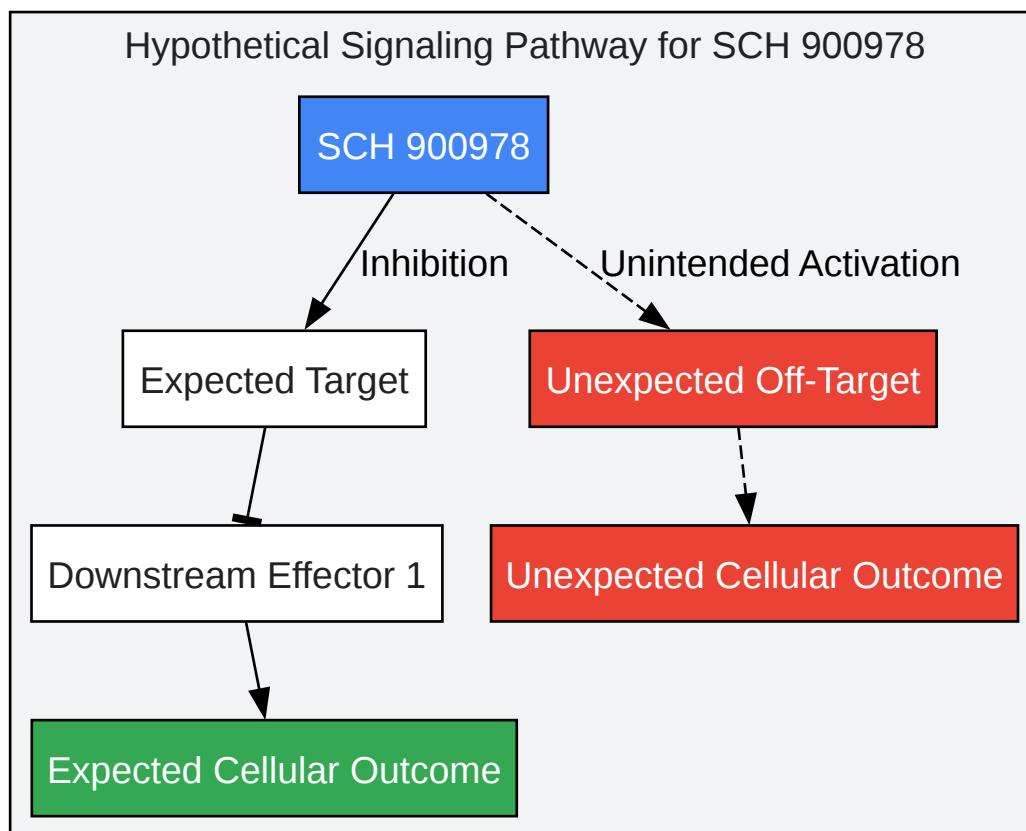 Hypothetical Signaling Pathway for SCH 900978
SCH 900978
Inhibition
Unintended Activation
Expected Target
Unexpected Off-Target
Downstream Effector 1
Unexpected Cellular Outcome
Expected Cellular Outcome